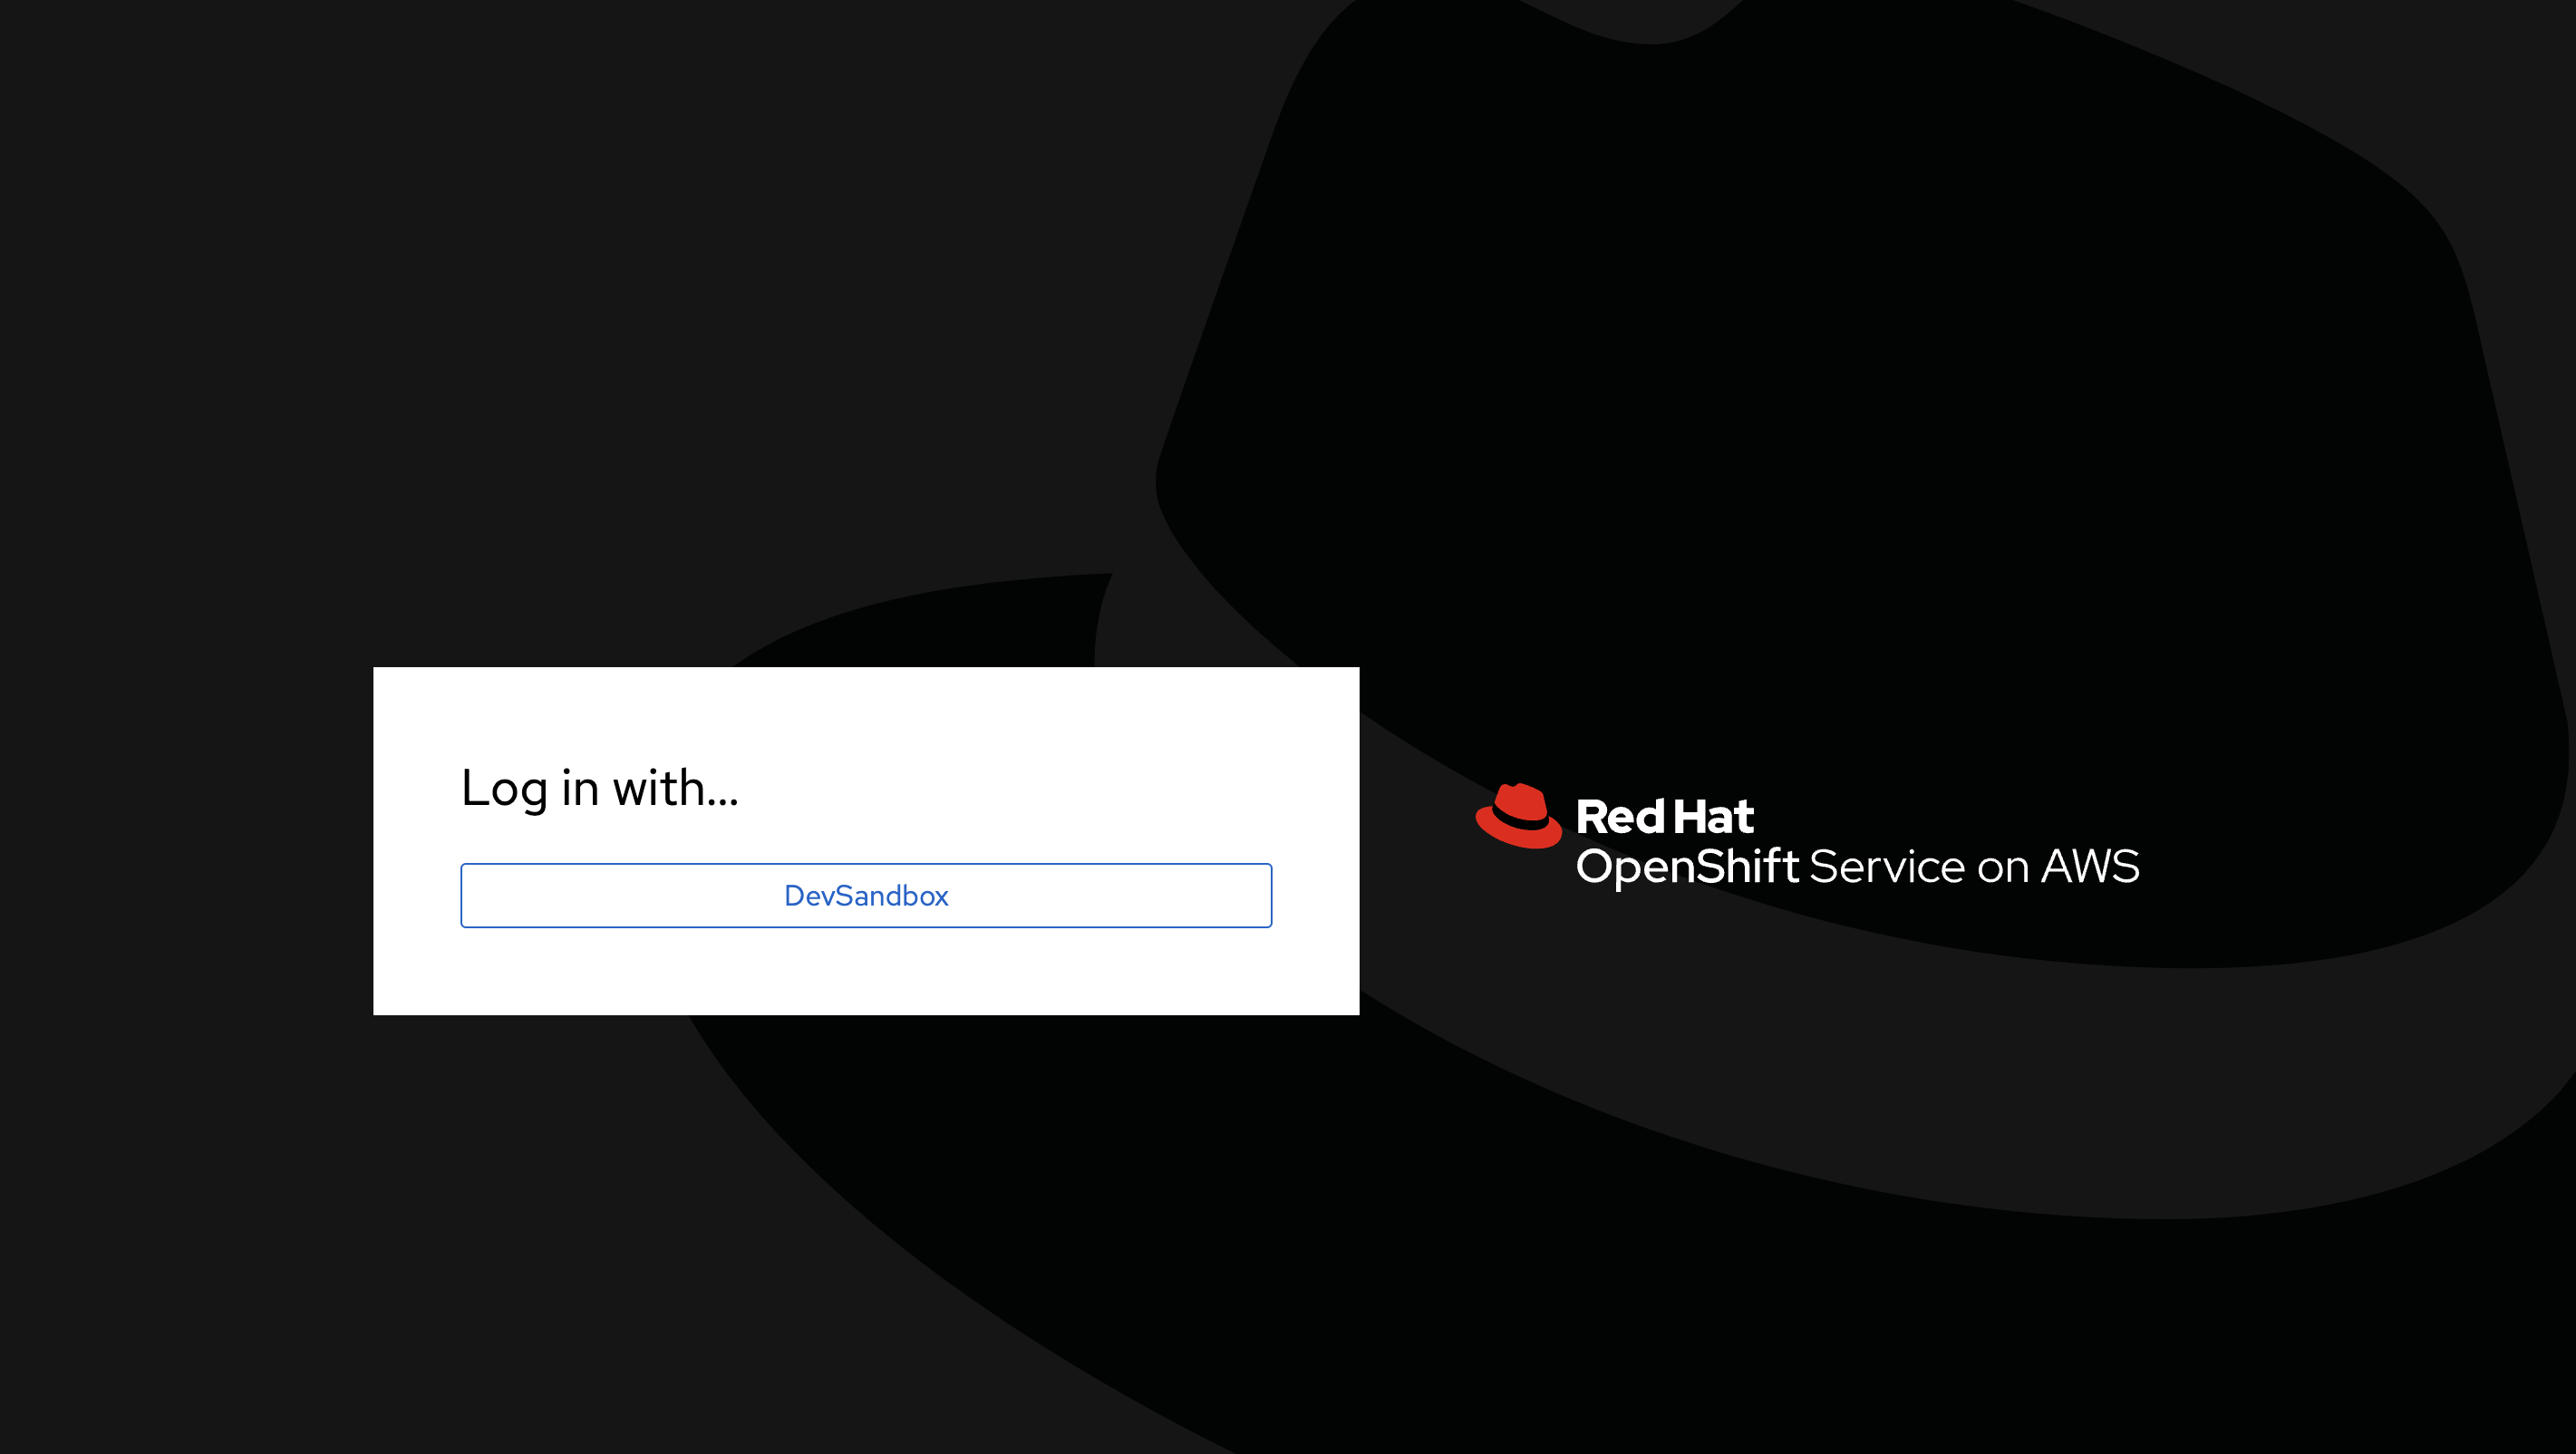 Log in with...
DevSandbox
Red Hat
OpenShift Service on AWS